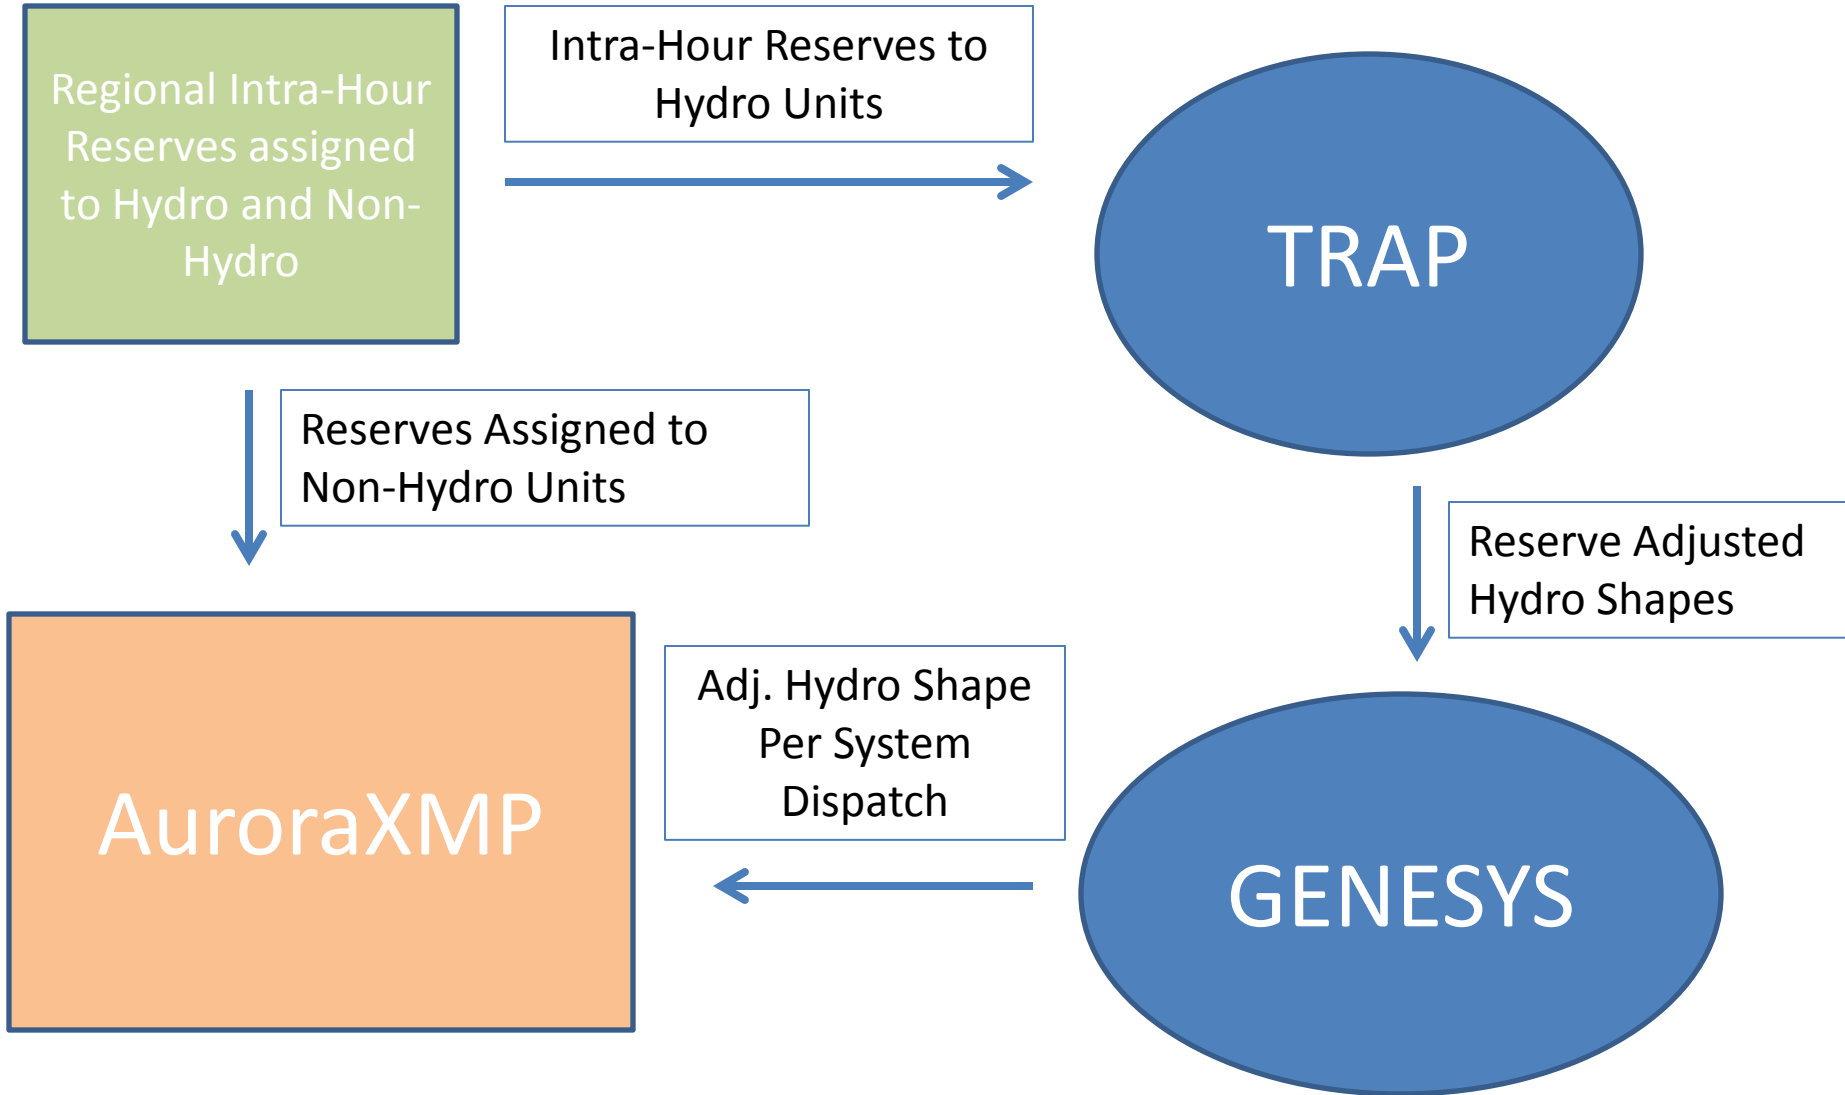 Regional Intra-Hour
Reserves assigned
to Hydro and Non-
Hydro
Intra-Hour Reserves to
Hydro Units
TRAP
Reserves Assigned to
Non-Hydro Units
Reserve Adjusted
Hydro Shapes
AuroraXMP
Adj. Hydro Shape
Per System
Dispatch
GENESYS